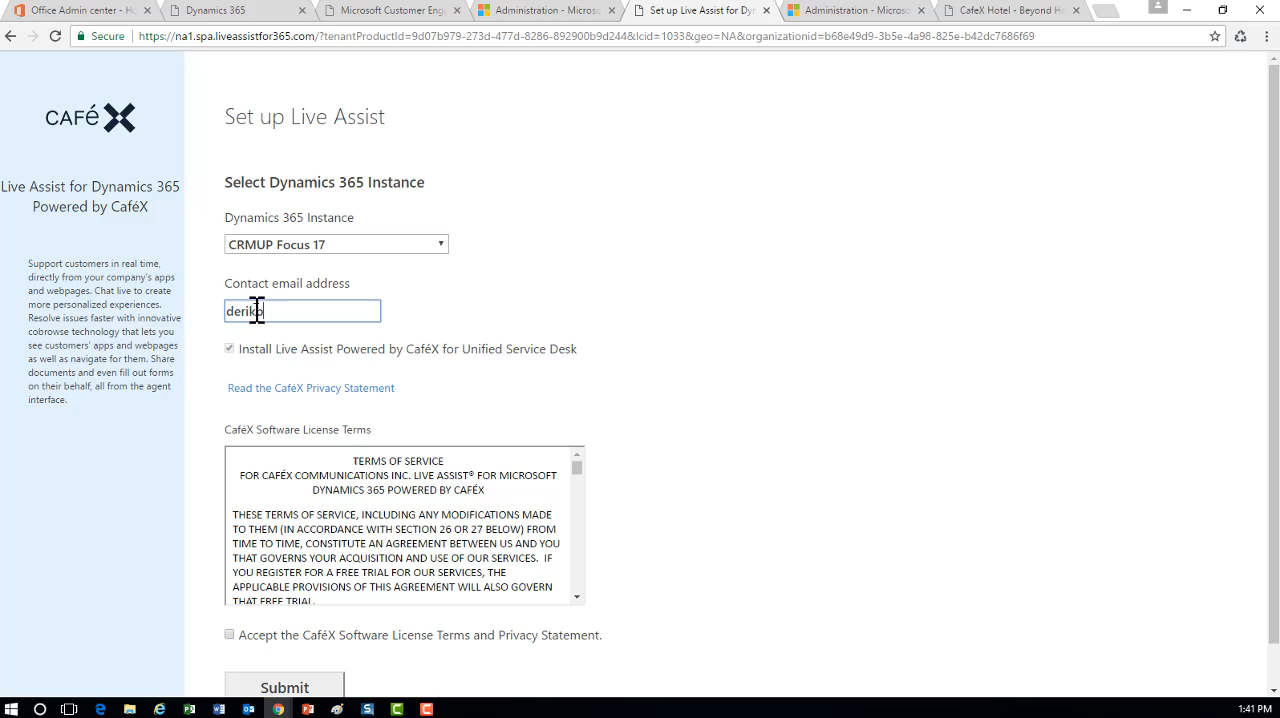 Office Admin center - Ho
Dynamics 365
Microsoft Customer Eng
Administration - Microso
Set up Live Assist for Dyn
Administration - Microso
CafeX Hotel - Beyond Ho
Secure
https://na1.spa.liveassistfor365.com/?tenantProductId=9d07b979-273d-477d-8286-892900b9d244&lcid=1033&geo=NA&organizationid=b68e49d9-3b5e-4a98-825e-b42dc7686f69
CAFé X
Live Assist for Dynamics 365
Powered by CaféX
Support customers in real time,
directly from your company's apps
and webpages. Chat live to create
more personalized experiences.
Resolve issues faster with innovative
cobrowse technology that lets you
see customers' apps and webpages
as well as navigate for them. Share
documents and even fill out forms
on their behalf, all from the agent
interface.
Set up Live Assist
Select Dynamics 365 Instance
Dynamics 365 Instance
CRMUP Focus 17
Contact email address
deriko
Install Live Assist Powered by CaféX for Unified Service Desk
Read the CaféX Privacy Statement
CaféX Software License Terms
TERMS OF SERVICE
FOR CAFÉX COMMUNICATIONS INC. LIVE ASSIST® FOR MICROSOFT
DYNAMICS 365 POWERED BY CAFÉX
THESE TERMS OF SERVICE, INCLUDING ANY MODIFICATIONS MADE
TO THEM (IN ACCORDANCE WITH SECTION 26 OR 27 BELOW) FROM
TIME TO TIME, CONSTITUTE AN AGREEMENT BETWEEN US AND YOU
THAT GOVERNS YOUR ACQUISITION AND USE OF OUR SERVICES. IF
YOU REGISTER FOR A FREE TRIAL FOR OUR SERVICES, THE
APPLICABLE PROVISIONS OF THIS AGREEMENT WILL ALSO GOVERN
THAT FREE TRIAL.
Accept the CaféX Software License Terms and Privacy Statement.
Submit
1:41 PM